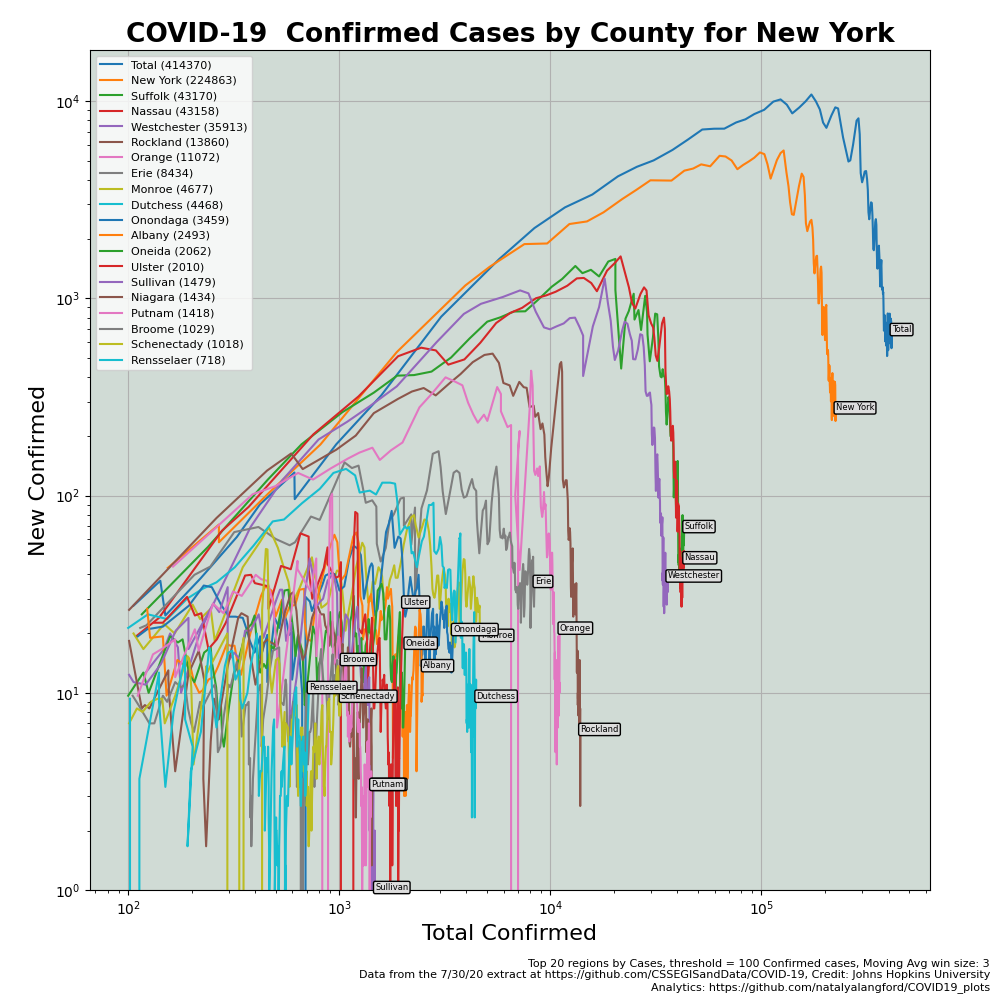 COVID-19  Confirmed Cases by County for New York
Total (414370)
New York (224863)
Suffolk (43170)
Nassau (43158)
Westchester (35913)
Rockland (13860)
Orange (11072)
Erie (8434)
Monroe (4677)
Dutchess (4468)
Onondaga (3459)
Albany (2493)
Oneida (2062)
Ulster (2010)
Sullivan (1479)
Niagara (1434)
Putnam (1418)
Broome (1029)
Schenectady (1018)
Rensselaer (718)
10⁴
10³
10²
10¹
10⁰
New Confirmed
Total
New York
Suffolk
Nassau
Westchester
Erie
Ulster
Orange
Onondaga
Monroe
Oneida
Broome
Albany
Rensselaer
Schenectady
Dutchess
Rockland
Putnam
Sullivan
10²
10³
10⁴
10⁵
Total Confirmed
Top 20 regions by Cases, threshold = 100 Confirmed cases, Moving Avg win size: 3
Data from the 7/30/20 extract at https://github.com/CSSEGISandData/COVID-19, Credit: Johns Hopkins University
Analytics: https://github.com/natalyalangford/COVID19_plots